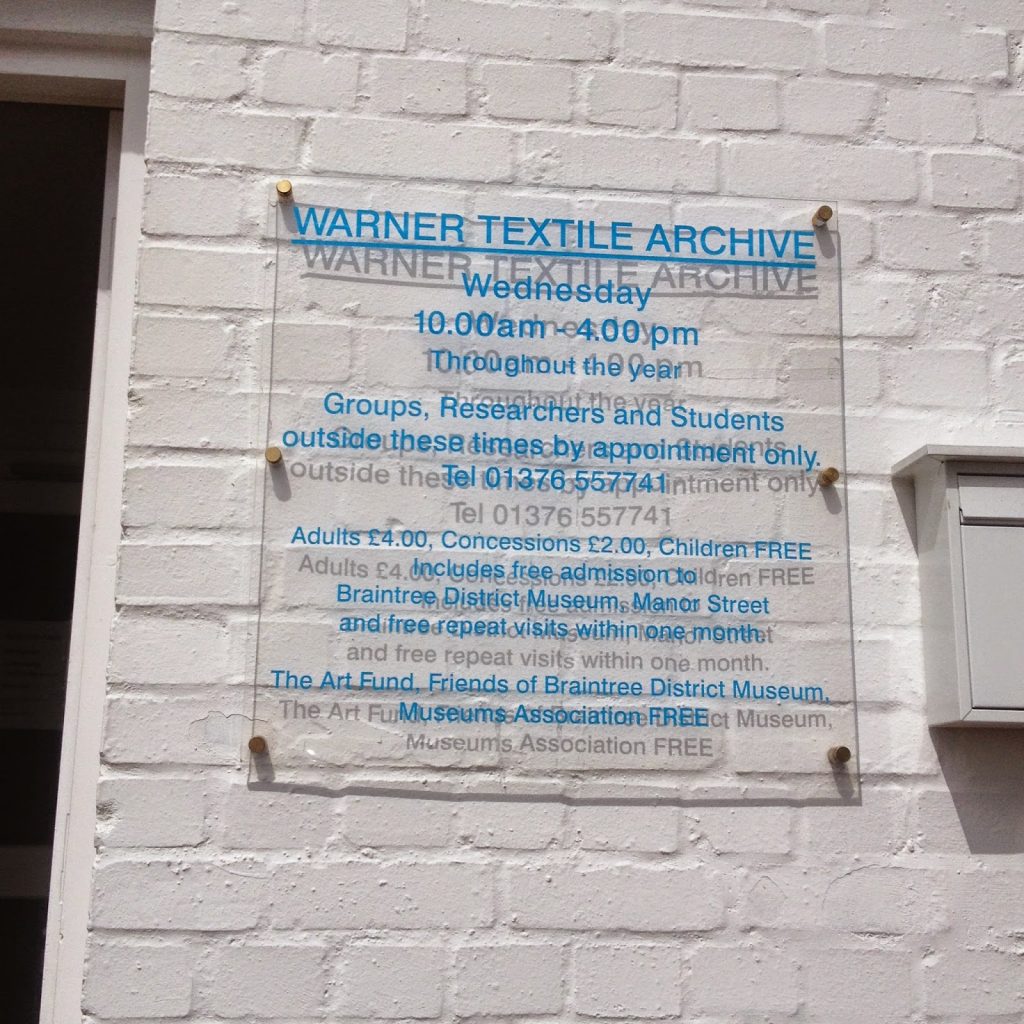 WARNER TEXTILE ARCHIVE
Wednesday
10.00am - 4.00pm
Throughout the year
Groups, Researchers and Students
outside these times by appointment only.
Tel 01376 557741
Adults £4.00, Concessions £2.00, Children FREE
Includes free admission to
Braintree District Museum, Manor Street
and free repeat visits within one month.
The Art Fund, Friends of Braintree District Museum,
Museums Association FREE